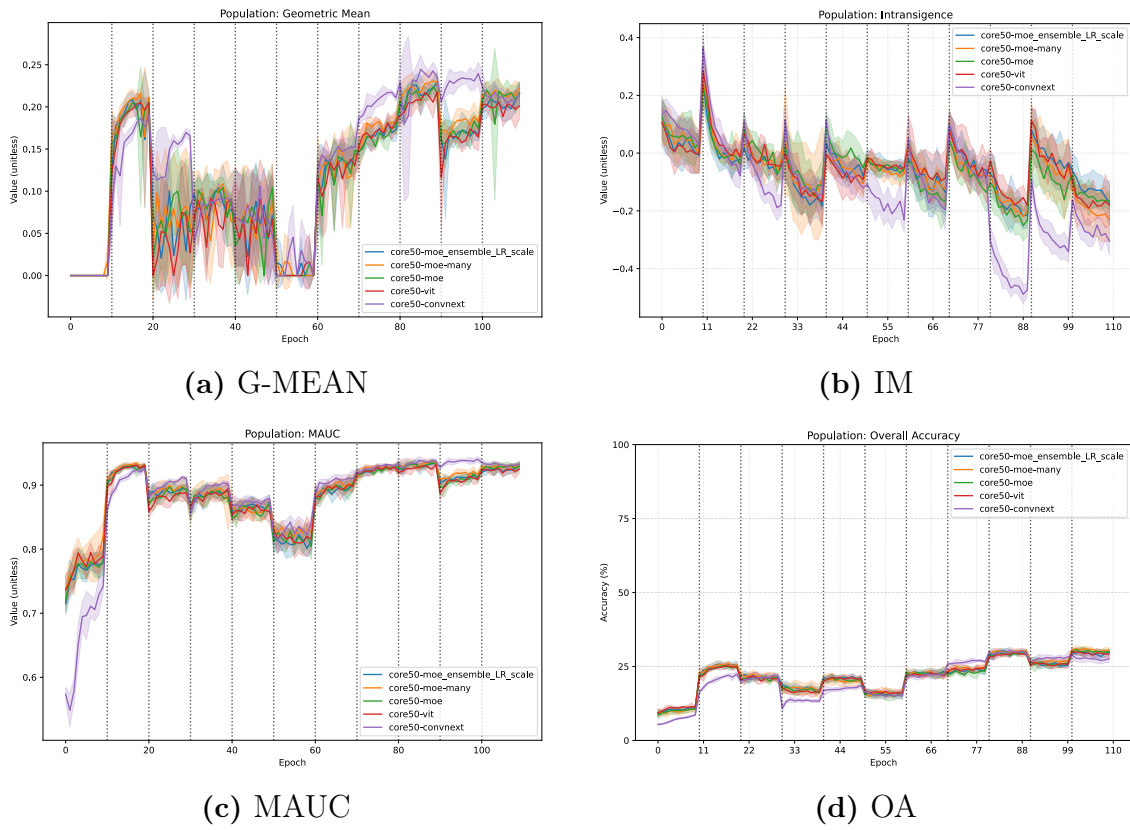 Population: Geometric Mean
Value (unitless)
0,25
0,20
0,15
0,10
0,05
0,00
core50-moe_ensemble_LR_scale
core50-moe-many
core50-moe
core50-vit
core50-convnext
0 20 40 60 80 100
Epoch
(a) G-MEAN
Population: Intransigence
Value (unitless)
0.4
0.2
0.0
−0.2
−0.4
core50-moe_ensemble_LR_scale
core50-moe-many
core50-moe
core50-vit
core50-convnext
0 11 22 33 44 55 66 77 88 99 110
Epoch
(b) IM
Population: MAUC
Value (unitless)
0.9
0.8
0.7
0.6
core50-moe_ensemble_LR_scale
core50-moe-many
core50-moe
core50-vit
core50-convnext
0 20 40 60 80 100
Epoch
(c) MAUC
Population: Overall Accuracy
Accuracy (%)
100
75
50
25
0
core50-moe_ensemble_LR_scale
core50-moe-many
core50-moe
core50-vit
core50-convnext
0 11 22 33 44 55 66 77 88 99 110
Epoch
(d) OA